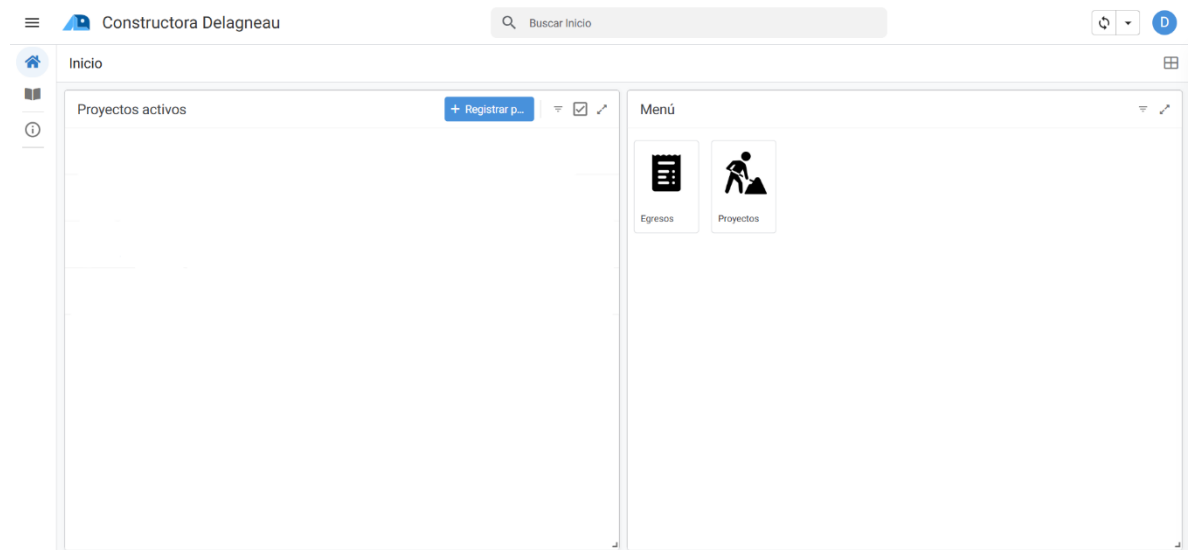 Constructora Delagneau
Buscar Inicio
D
Inicio
Proyectos activos
+ Registrar p...
Menú
Egresos
Proyectos